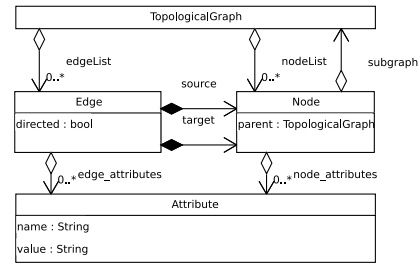 TopologicalGraph
edgeList
nodeList
subgraph
0..*
0..*
source
Edge
Node
directed : bool
target
parent : TopologicalGraph
0..*
edge_attributes
0..*
node_attributes
Attribute
name : String
value : String